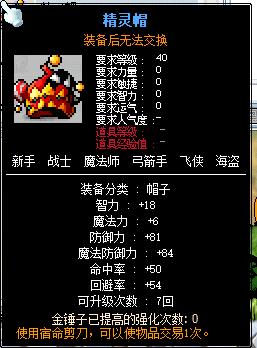 精灵帽
装备后无法交换
要求等级： 40
要求力量： 0
要求敏捷： 0
要求智力： 0
要求运气： 0
要求人气度： -
道具等级： -
道具经验值： -
新手 战士 魔法师 弓箭手 飞侠 海盗
装备分类 : 帽子
智力 : +18
魔法力 : +6
防御力 : +81
魔法防御力 : +84
命中率 : +50
回避率 : +54
可升级次数 : 7回
金锤子已提高的强化次数: 0
使用宿命剪刀，可以使物品交易1次。